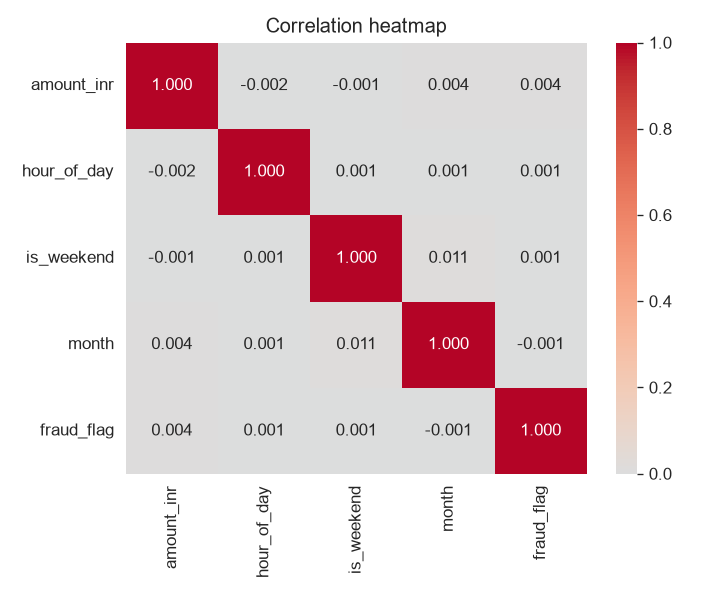 Correlation heatmap
amount_inr 1.000 -0.002 -0.001 0.004 0.004
hour_of_day -0.002 1.000 0.001 0.001 0.001
is_weekend -0.001 0.001 1.000 0.011 0.001
month 0.004 0.001 0.011 1.000 -0.001
fraud_flag 0.004 0.001 0.001 -0.001 1.000
amount_inr hour_of_day is_weekend month fraud_flag
1.0
0.8
0.6
0.4
0.2
0.0